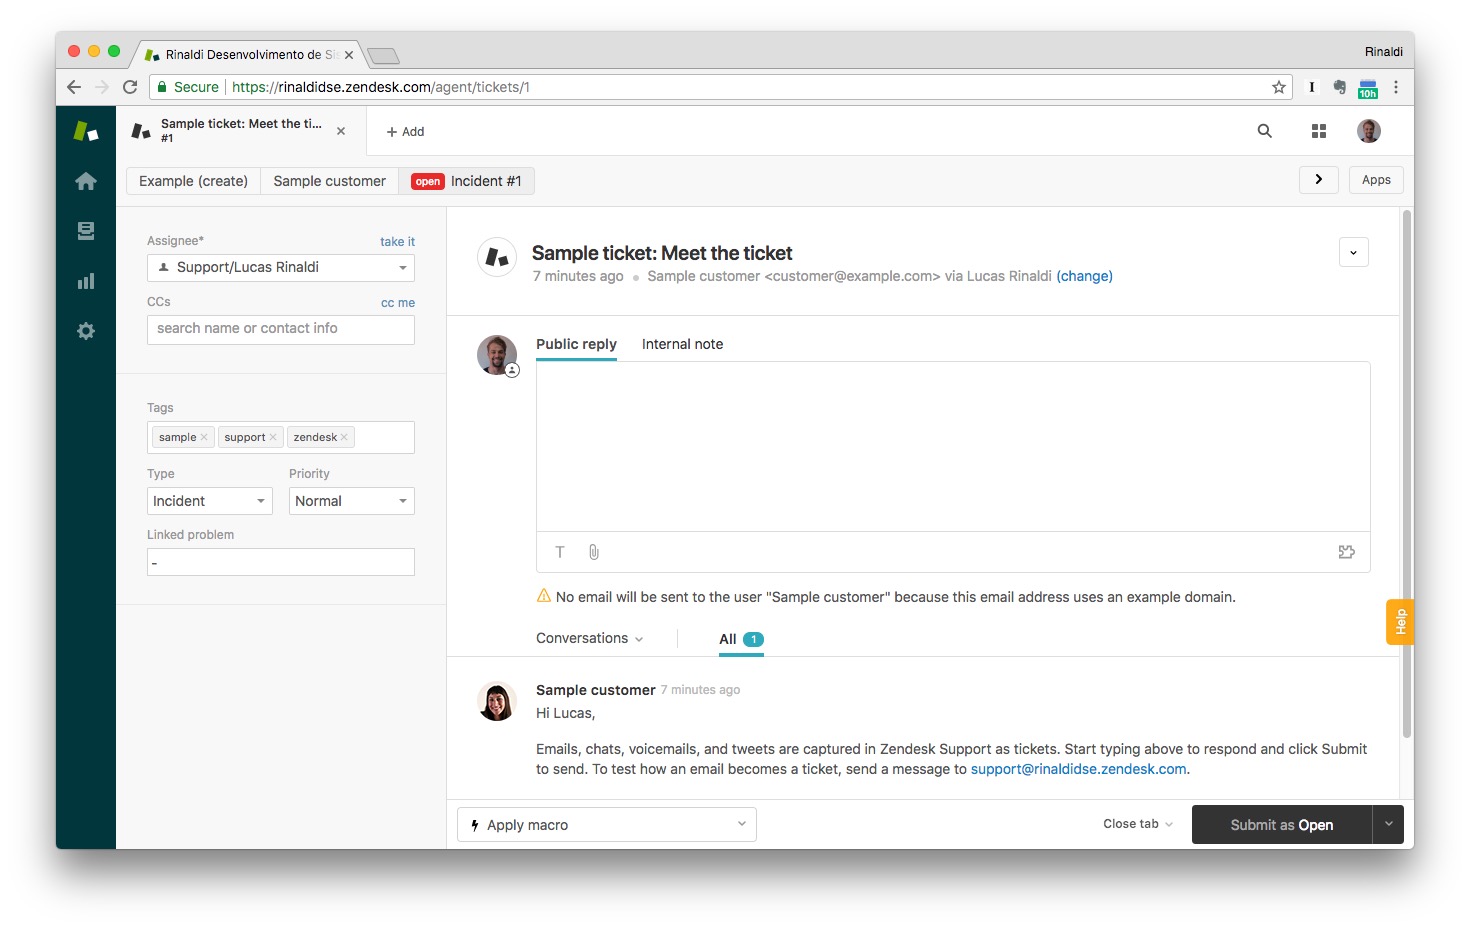 Rinaldi Desenvolvimento de Sis
Rinaldi
Secure https://rinaldidse.zendesk.com/agent/tickets/1
I
10h
Sample ticket: Meet the ti...
#1
+ Add
Example (create) Sample customer open Incident #1
Apps
Assignee* take it
Support/Lucas Rinaldi
CCs cc me
search name or contact info
Tags
sample support zendesk
Type Priority
Incident Normal
Linked problem
-
Sample ticket: Meet the ticket
7 minutes ago Sample customer <customer@example.com> via Lucas Rinaldi (change)
Public reply Internal note
T
No email will be sent to the user "Sample customer" because this email address uses an example domain.
Help
Conversations All 1
Sample customer 7 minutes ago
Hi Lucas,
Emails, chats, voicemails, and tweets are captured in Zendesk Support as tickets. Start typing above to respond and click Submit
to send. To test how an email becomes a ticket, send a message to support@rinaldidse.zendesk.com.
Apply macro
Close tab
Submit as Open